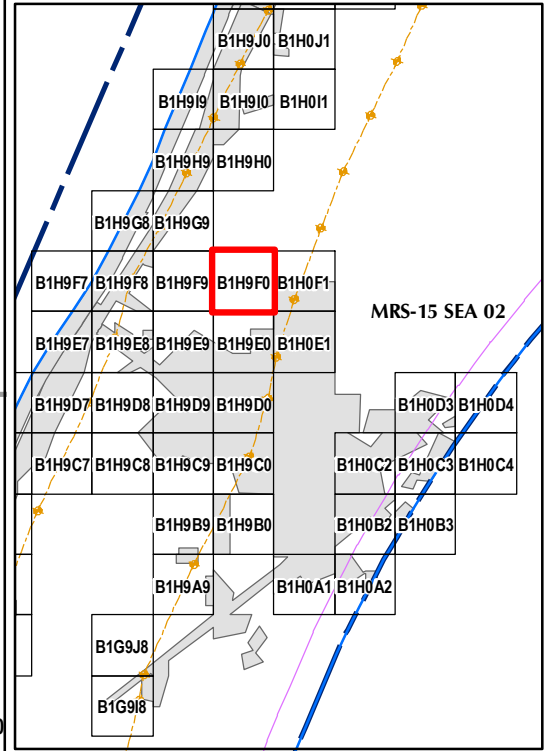 B1H9J0 B1H0J1
B1H9I9 B1H9I0 B1H0I1
B1H9H9 B1H9H0
B1H9G8 B1H9G9
B1H9F7 B1H9F8 B1H9F9 B1H9F0 B1H0F1
MRS-15 SEA 02
B1H9E7 B1H9E8 B1H9E9 B1H9E0 B1H0E1
B1H9D7 B1H9D8 B1H9D9 B1H9D0 B1H0D3 B1H0D4
B1H9C7 B1H9C8 B1H9C9 B1H9C0 B1H0C2 B1H0C3 B1H0C4
B1H9B9 B1H9B0 B1H0B2 B1H0B3
B1H9A9 B1H0A1 B1H0A2
B1G9J8
B1G9I8